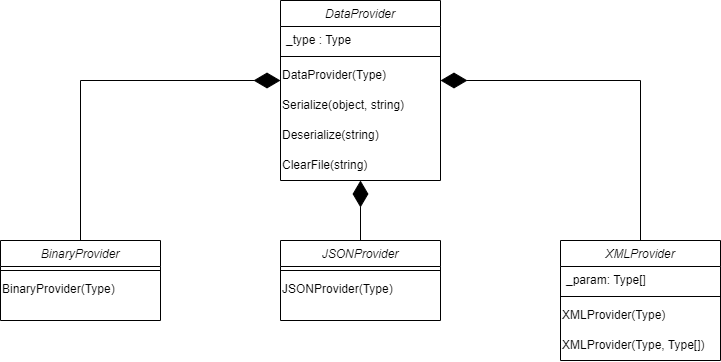 DataProvider
_type : Type
DataProvider(Type)
Serialize(object, string)
Deserialize(string)
ClearFile(string)
BinaryProvider
BinaryProvider(Type)
JSONProvider
JSONProvider(Type)
XMLProvider
_param: Type[]
XMLProvider(Type)
XMLProvider(Type, Type[])